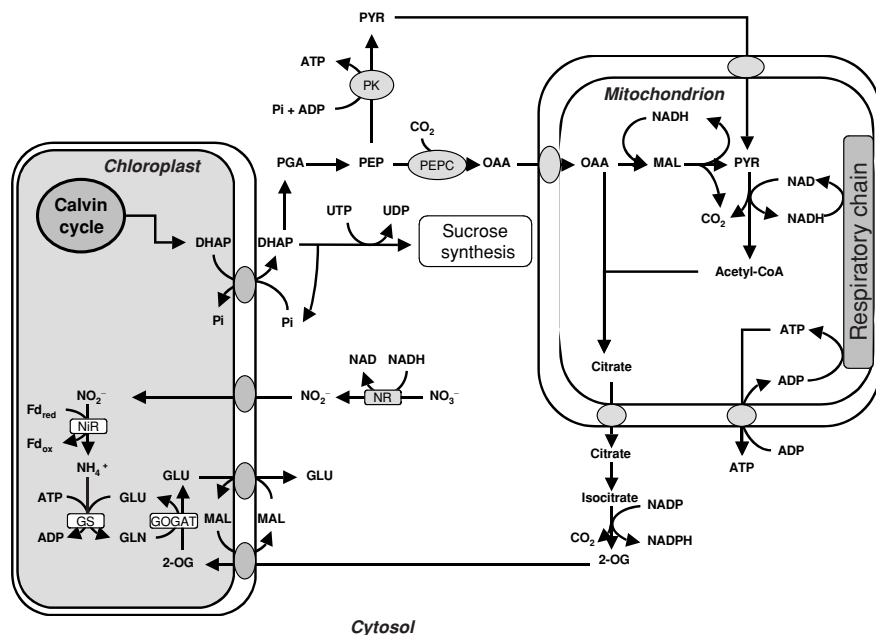 PYR
ATP
PK
Pi + ADP
Mitochondrion
NADH
CO₂
Chloroplast
PGA
PEP
PEPC
OAA
OAA
MAL
PYR
NAD
Calvin
cycle
UTP
UDP
CO₂
NADH
Respiratory chain
DHAP
DHAP
Sucrose
synthesis
Acetyl-CoA
Pi
Pi
ATP
NAD
NADH
Citrate
ADP
NO₂⁻
NO₂⁻
NR
NO₃⁻
Fd_red
NiR
Fd_ox
Citrate
ATP
ADP
NH₄⁺
GLU
GLU
Isocitrate
ATP
GLU
NADP
GS
GOGAT
MAL
MAL
ADP
GLN
CO₂
NADPH
2-OG
2-OG
Cytosol